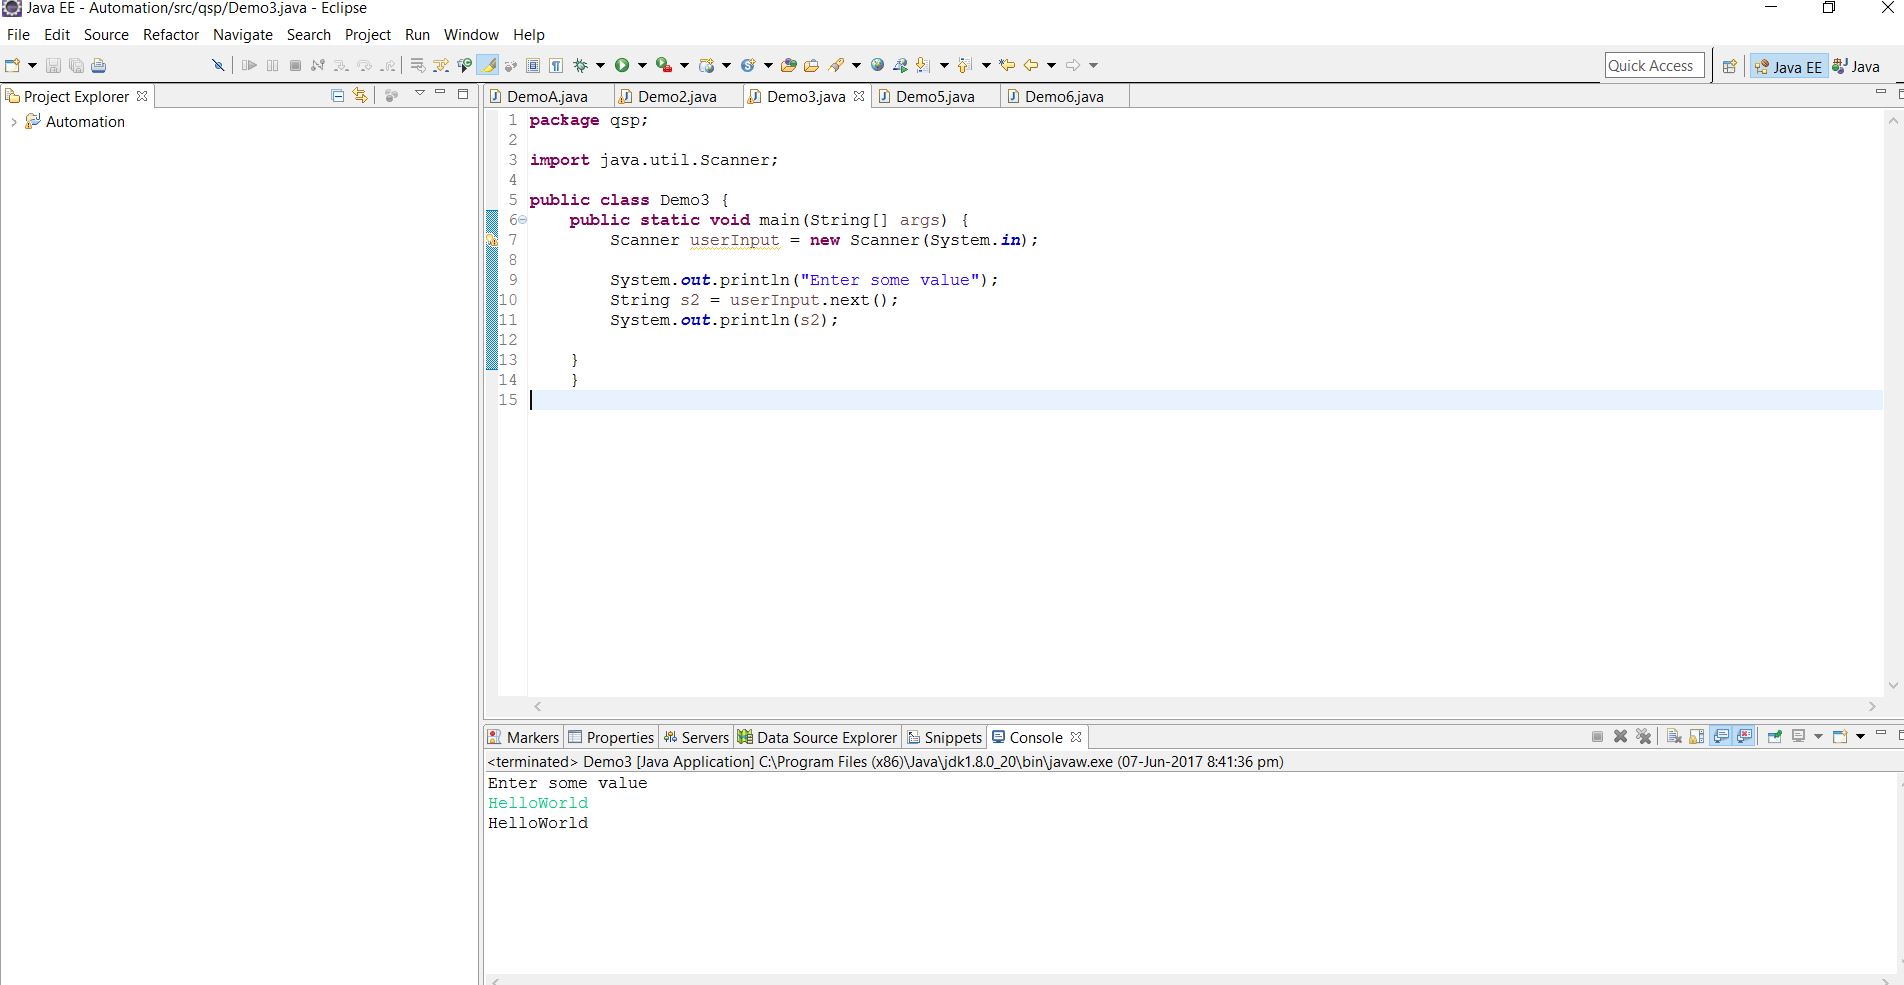 Java EE - Automation/src/qsp/Demo3.java - Eclipse
File Edit Source Refactor Navigate Search Project Run Window Help
Quick Access Java EE Java
Project Explorer
Automation
DemoA.java Demo2.java Demo3.java Demo5.java Demo6.java
1 package qsp;
2
3 import java.util.Scanner;
4
5 public class Demo3 {
6     public static void main(String[] args) {
7         Scanner userInput = new Scanner(System.in);
8
9         System.out.println("Enter some value");
10         String s2 = userInput.next();
11         System.out.println(s2);
12
13     }
14     }
15
Markers Properties Servers Data Source Explorer Snippets Console
<terminated> Demo3 [Java Application] C:\Program Files (x86)\Java\jdk1.8.0_20\bin\javaw.exe (07-Jun-2017 8:41:36 pm)
Enter some value
HelloWorld
HelloWorld